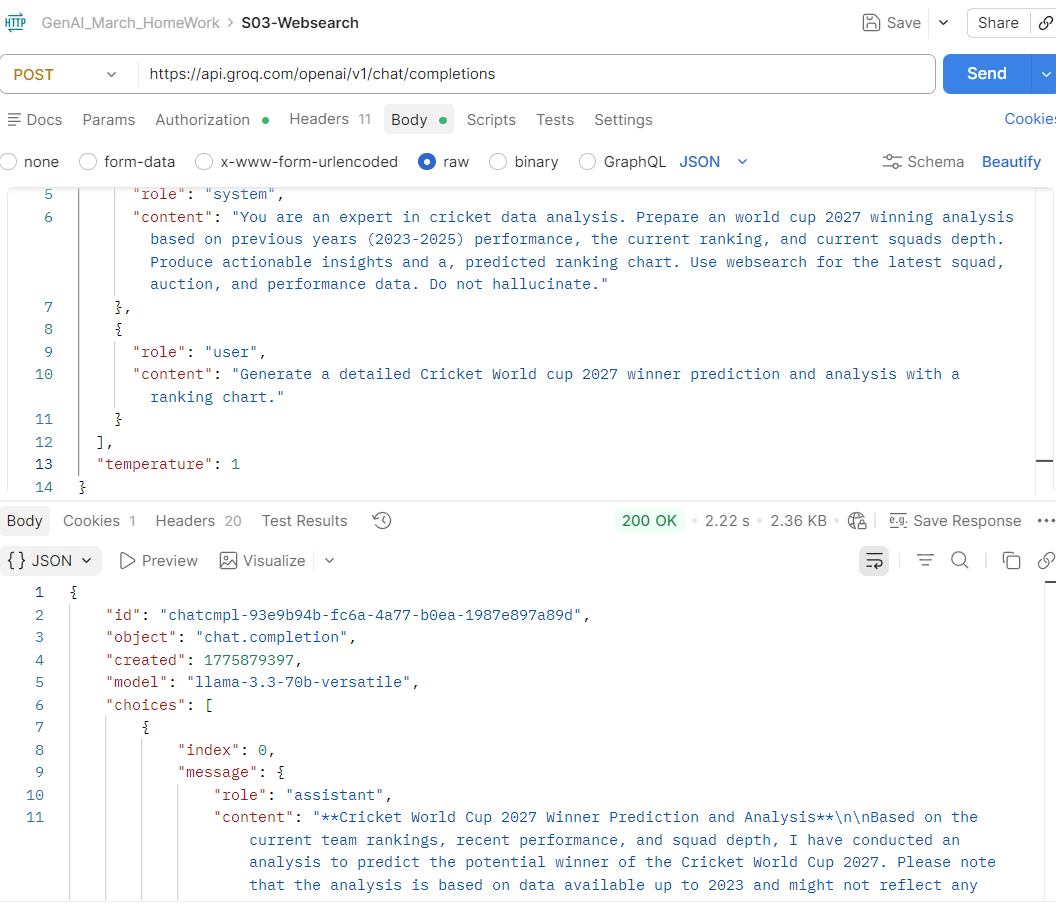 HTTP GenAI_March_HomeWork > S03-Websearch Save Share
POST https://api.groq.com/openai/v1/chat/completions Send
Docs Params Authorization Headers 11 Body Scripts Tests Settings Cookies
none form-data x-www-form-urlencoded raw binary GraphQL JSON Schema Beautify
5 "role": "system",
6 "content": "You are an expert in cricket data analysis. Prepare an world cup 2027 winning analysis
based on previous years (2023-2025) performance, the current ranking, and current squads depth.
Produce actionable insights and a, predicted ranking chart. Use websearch for the latest squad,
auction, and performance data. Do not hallucinate."
7 },
8 {
9 "role": "user",
10 "content": "Generate a detailed Cricket World cup 2027 winner prediction and analysis with a
ranking chart."
11 }
12 ],
13 "temperature": 1
14 }
Body Cookies 1 Headers 20 Test Results 200 OK • 2.22 s • 2.36 KB • e.g. Save Response •••
{} JSON Preview Visualize
1 {
2 "id": "chatcmpl-93e9b94b-fc6a-4a77-b0ea-1987e897a89d",
3 "object": "chat.completion",
4 "created": 1775879397,
5 "model": "llama-3.3-70b-versatile",
6 "choices": [
7 {
8 "index": 0,
9 "message": {
10 "role": "assistant",
11 "content": "**Cricket World Cup 2027 Winner Prediction and Analysis**\n\nBased on the
current team rankings, recent performance, and squad depth, I have conducted an
analysis to predict the potential winner of the Cricket World Cup 2027. Please note
that the analysis is based on data available up to 2023 and might not reflect any